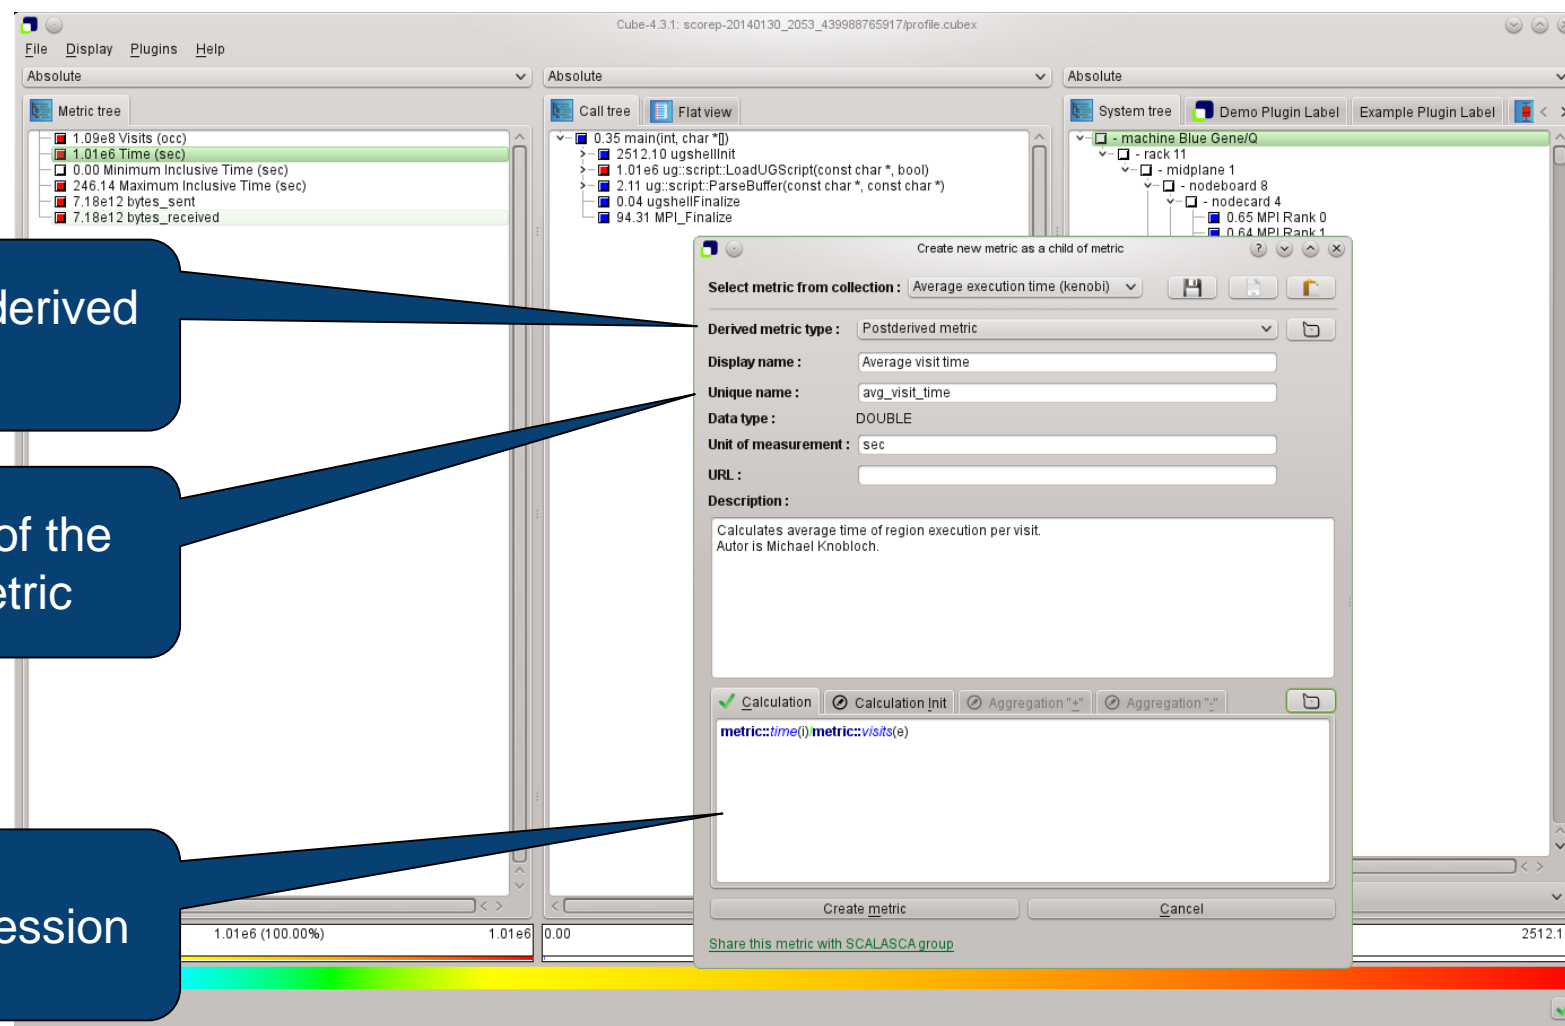 Cube-4.3.1: scorep-20140130_2053_439988765917/profile.cubex
File Display Plugins Help
Absolute
Absolute
Absolute
Metric tree
Call tree
Flat view
System tree
Demo Plugin Label
Example Plugin Label
1.09e8 Visits (occ)
1.01e6 Time (sec)
0.00 Minimum Inclusive Time (sec)
246.14 Maximum Inclusive Time (sec)
7.18e12 bytes_sent
7.18e12 bytes_received
0.35 main(int, char *[])
2512.10 ugshellInit
1.01e6 ug::script::LoadUGScript(const char *, bool)
2.11 ug::script::ParseBuffer(const char *, const char *)
0.04 ugshellFinalize
94.31 MPI_Finalize
- machine Blue Gene/Q
- rack 11
- midplane 1
- nodeboard 8
- nodecard 4
0.65 MPI Rank 0
0.64 MPI Rank 1
derived
of the
etric
ession
Create new metric as a child of metric
Select metric from collection : Average execution time (kenobi)
Derived metric type : Postderived metric
Display name : Average visit time
Unique name : avg_visit_time
Data type : DOUBLE
Unit of measurement : sec
URL :
Description :
Calculates average time of region execution per visit.
Autor is Michael Knobloch.
Calculation
Calculation Init
Aggregation "+"
Aggregation "-"
metric::time(i)/metric::visits(e)
Create metric
Cancel
Share this metric with SCALASCA group
1.01e6 (100.00%)
1.01e6
0.00
2512.1